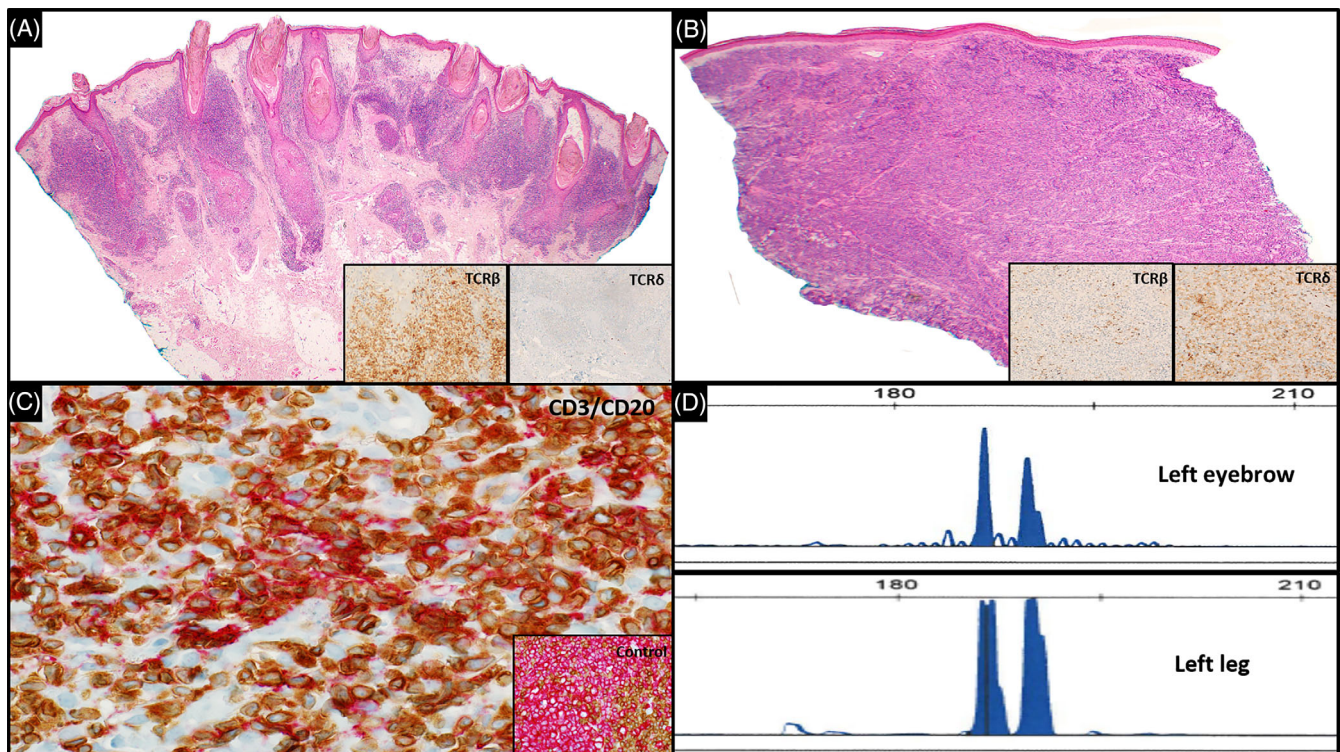 (A)
TCRβ
TCRδ
(B)
TCRβ
TCRδ
(C)
CD3/CD20
Control
(D)
180
210
Left eyebrow
180
210
Left leg